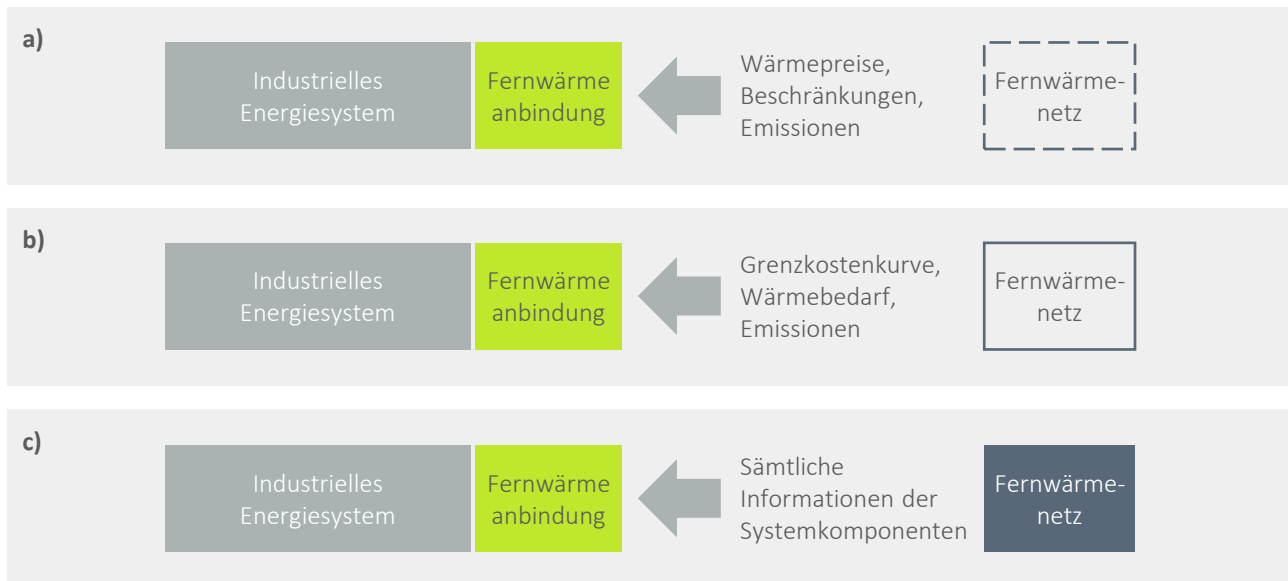 a)
Industrielles
Energiesystem
Fernwärme
anbindung
Wärmepreise,
Beschränkungen,
Emissionen
Fernwärme-
netz
b)
Industrielles
Energiesystem
Fernwärme
anbindung
Grenzkostenkurve,
Wärmebedarf,
Emissionen
Fernwärme-
netz
c)
Industrielles
Energiesystem
Fernwärme
anbindung
Sämtliche
Informationen der
Systemkomponenten
Fernwärme-
netz